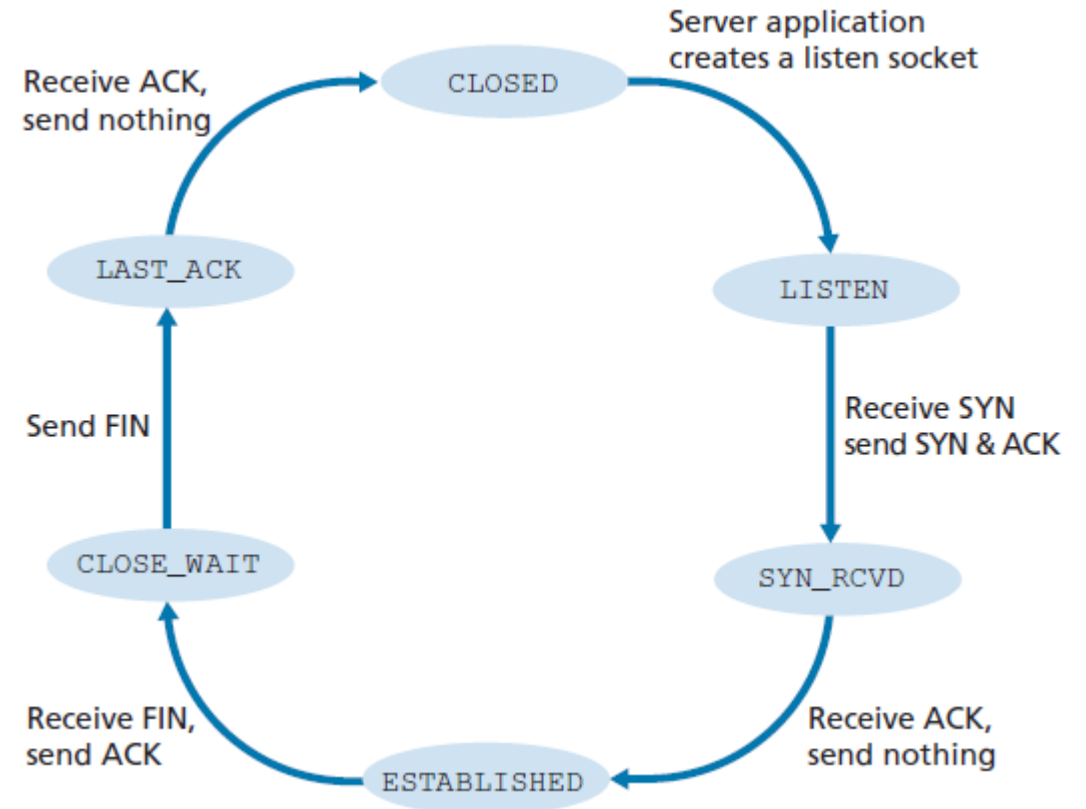 Server application
creates a listen socket
Receive ACK,
send nothing
CLOSED
LAST_ACK
LISTEN
Send FIN
Receive SYN
send SYN & ACK
CLOSE_WAIT
SYN_RCVD
Receive FIN,
send ACK
Receive ACK,
send nothing
ESTABLISHED